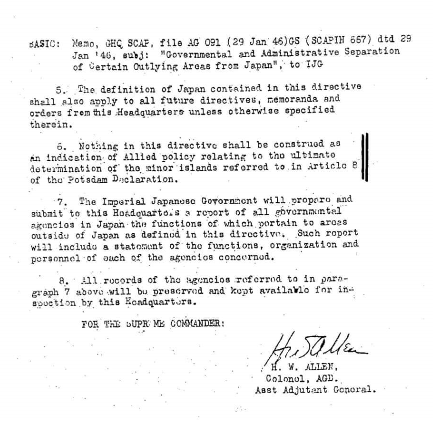 BASIC: Memo, GHQ SCAP, file AG 091 (29 Jan '46)GS (SCAPIN 667) dtd 29
Jan '46, subj: "Governmental and Administrative Separation
of Certain Outlying Areas from Japan", to IJG
5. The definition of Japan contained in this directive
shall also apply to all future directives, memoranda and
orders from this Headquarters unless otherwise specified
therein.
6. Nothing in this directive shall be construed as
an indication of Allied policy relating to the ultimate
determination of the minor islands referred to in Article 8
of the Potsdam Declaration.
7. The Imperial Japanese Government will prepare and
submit to this Headquarters a report of all governmental
agencies in Japan the functions of which pertain to areas
outside of Japan as defined in this directive. Such report
will include a statement of the functions, organization and
personnel of each of the agencies concerned.
8. All records of the agencies referred to in para-
graph 7 above will be preserved and kept available for in-
spection by this Headquarters.
FOR THE SUPREME COMMANDER:
H. W. Allen
H. W. ALLEN,
Colonel, AGD.
Asst Adjutant General.